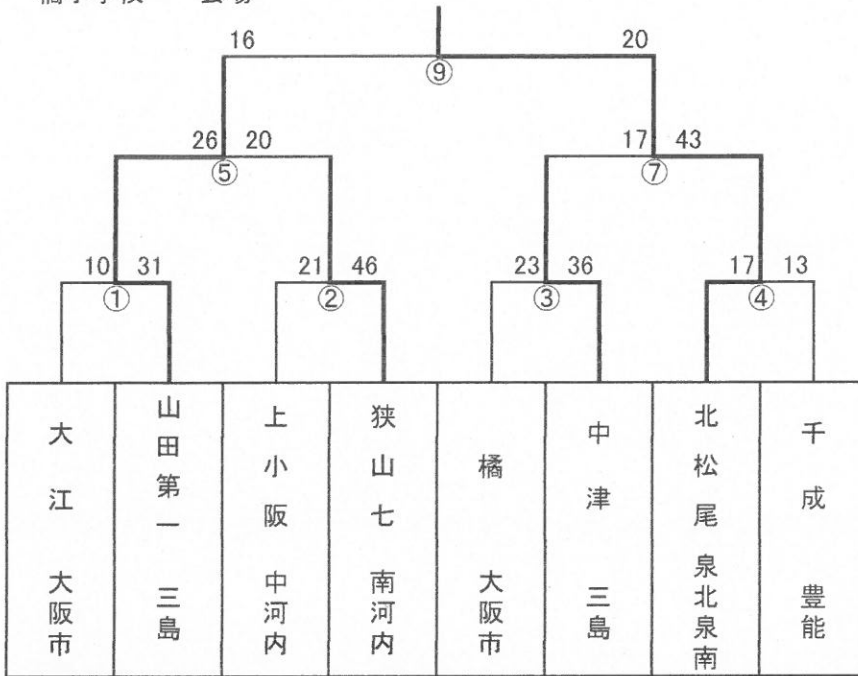 16 20
⑨
26 20 17 43
⑤ ⑦
10 31 21 46 23 36 17 13
① ② ③ ④
大江 大阪市
山田第一 三島
上小阪 中河内
狭山七 南河内
橘 大阪市
中津 三島
北松尾 泉北泉南
千成 豊能